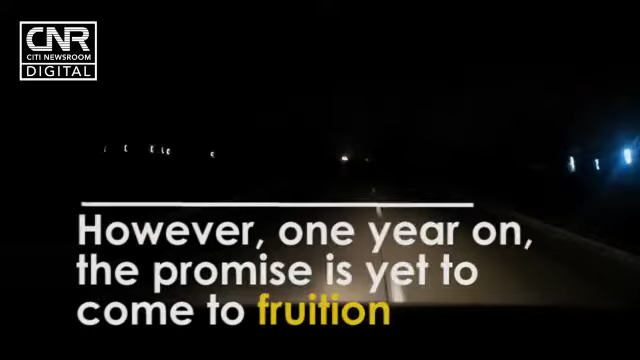 CNR
CITI NEWSROOM
DIGITAL
However, one year on,
the promise is yet to
come to fruition